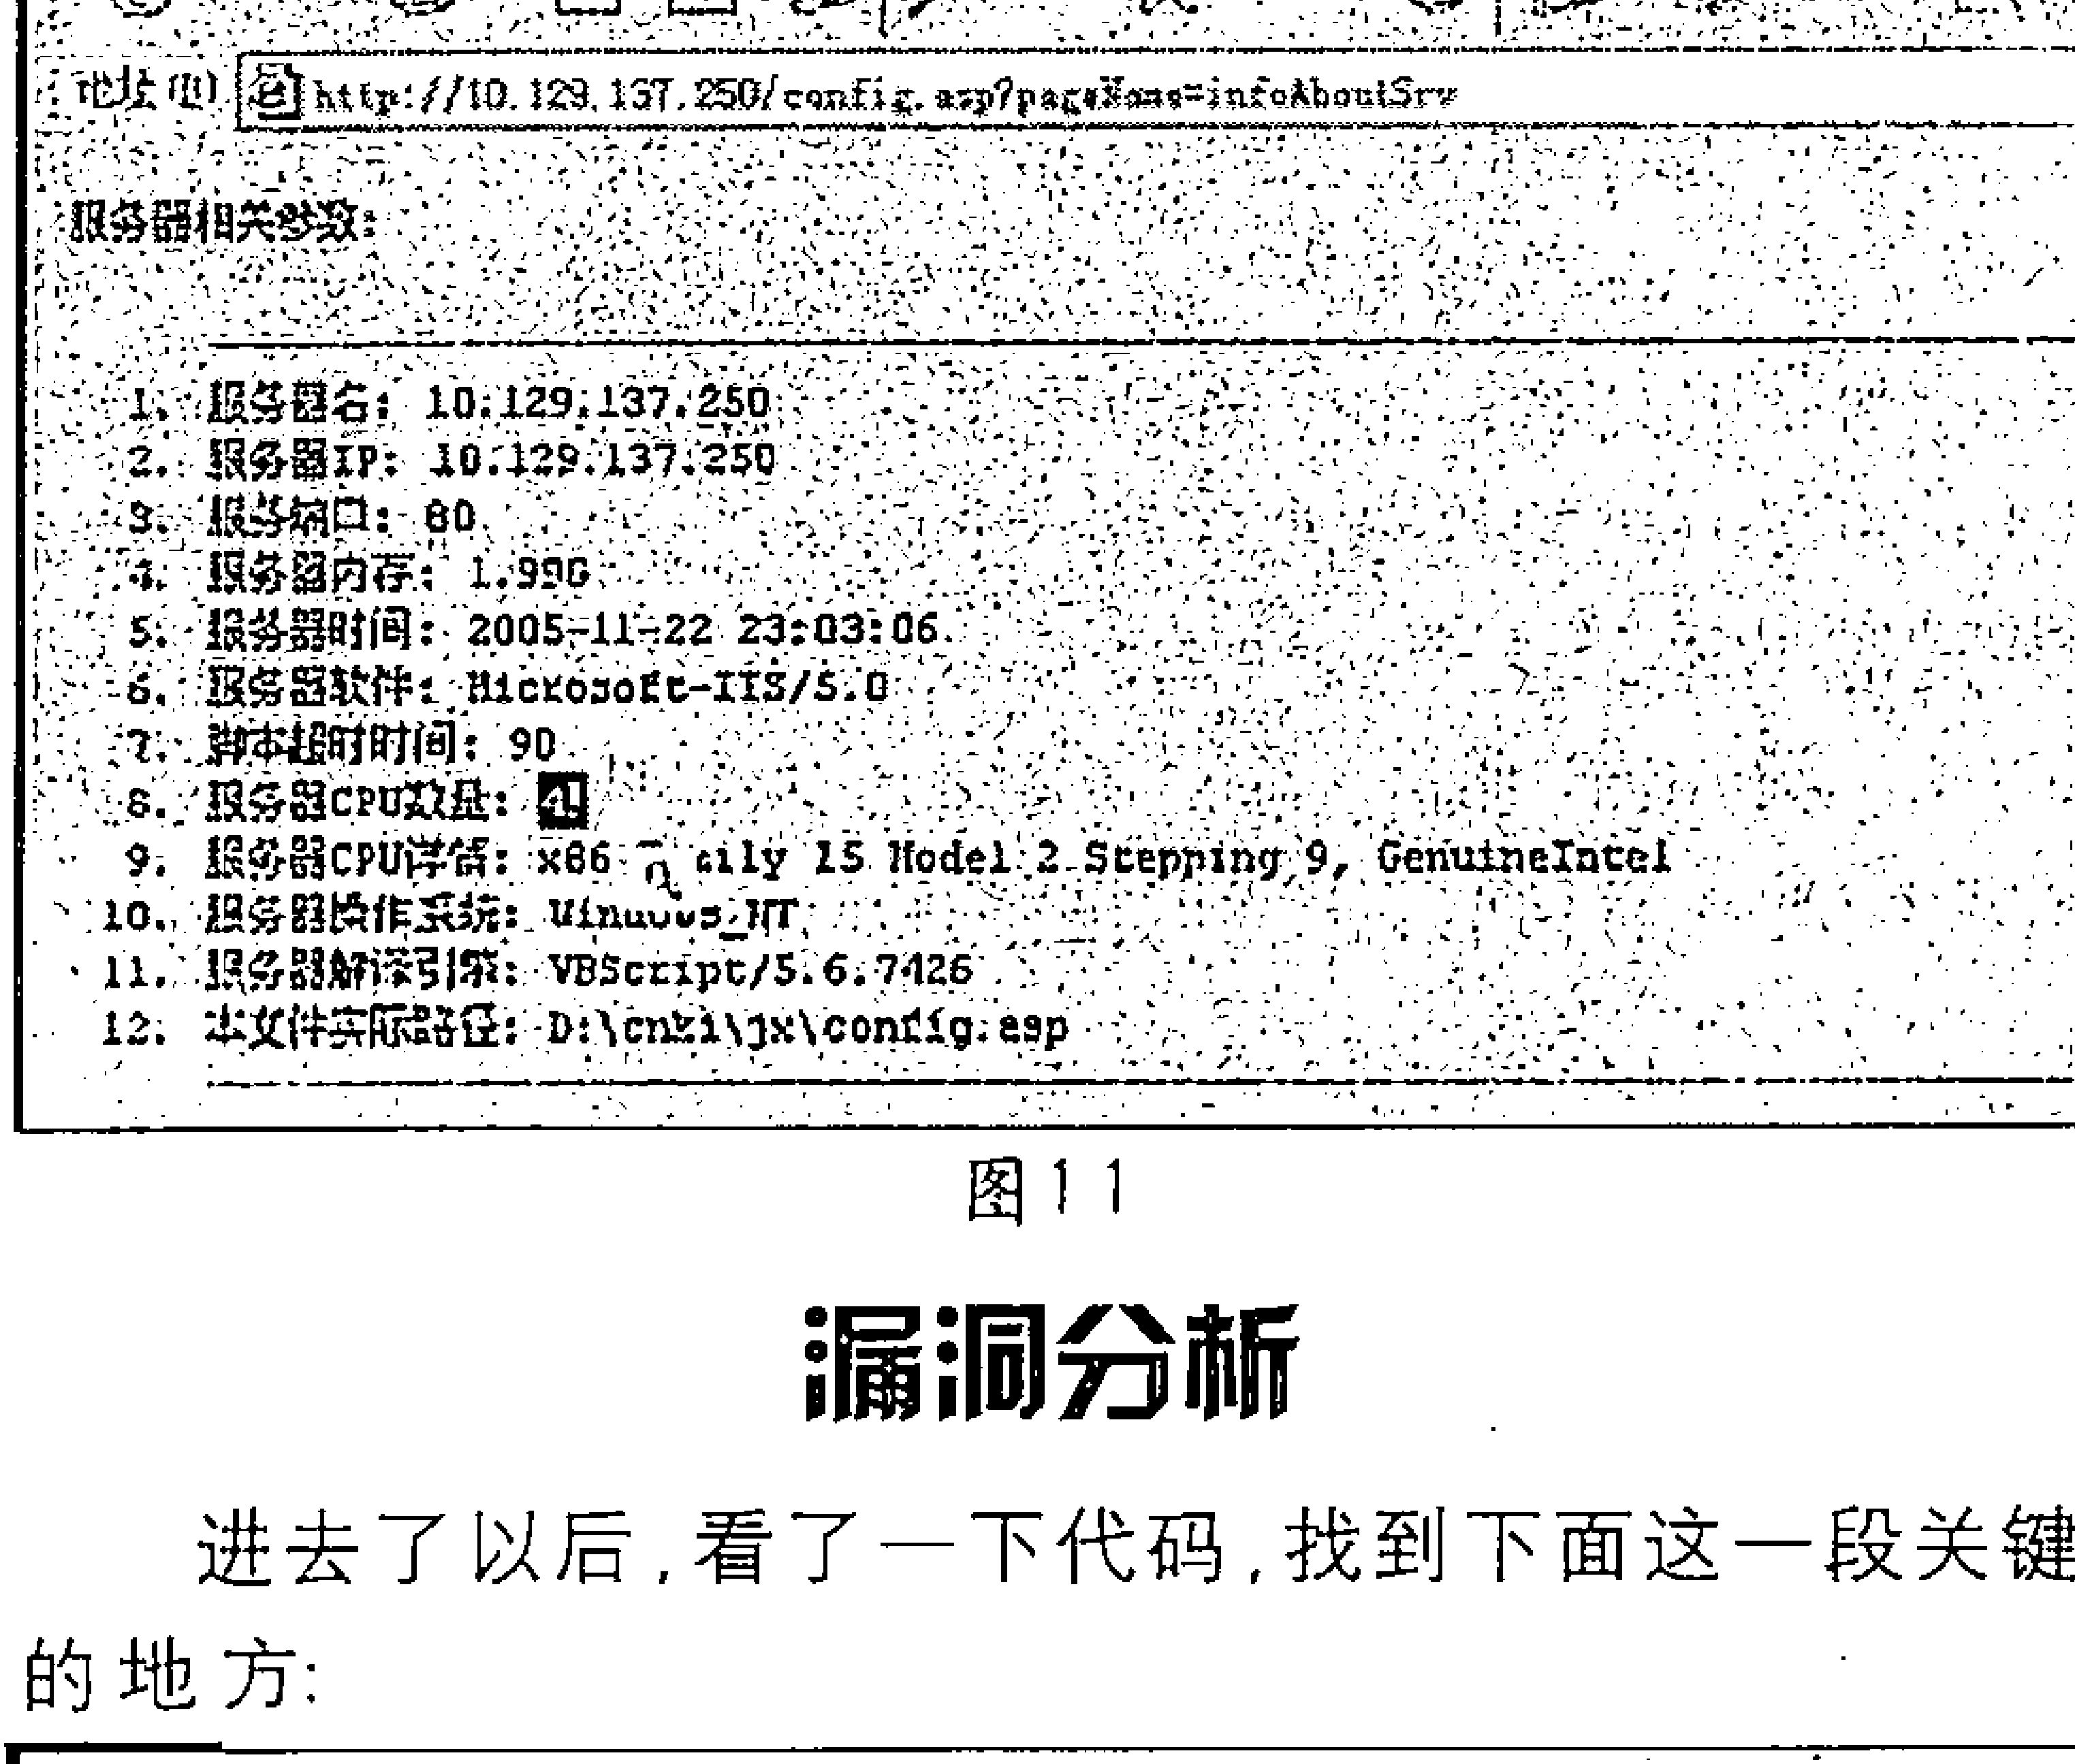 地址(D) http://10.129.137.250/config.asp?pageName=infoAboutSrv
服务器相关参数:
1. 服务器名: 10.129.137.250
2. 服务器IP: 10.129.137.250
3. 服务端口: 80
4. 服务器内存: 1.99G
5. 服务器时间: 2005-11-22 23:03:06
6. 服务器软件: Microsoft-IIS/5.0
7. 脚本超时时间: 90
8. 服务器CPU数量: 4
9. 服务器CPU详情: x86 Family 15 Model 2 Stepping 9, GenuineIntel
10. 服务器操作系统: Windows_NT
11. 服务器解译引擎: VBScript/5.6.7426
12. 本文件实际路径: D:\cnki\jx\config.asp
图11
漏洞分析
进去了以后,看了一下代码,找到下面这一段关键
的地方: